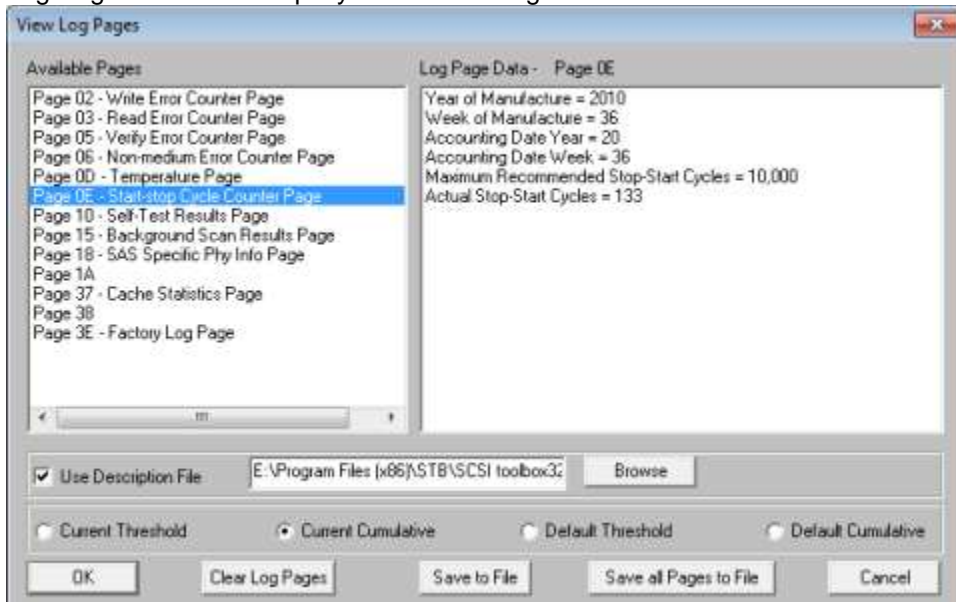 View Log Pages
Available Pages
Page 02 - Write Error Counter Page
Page 03 - Read Error Counter Page
Page 05 - Verify Error Counter Page
Page 06 - Non-medium Error Counter Page
Page 0D - Temperature Page
Page 0E - Start-stop Cycle Counter Page
Page 10 - Self-Test Results Page
Page 15 - Background Scan Results Page
Page 18 - SAS Specific Phy Info Page
Page 1A
Page 37 - Cache Statistics Page
Page 38
Page 3E - Factory Log Page
Log Page Data - Page 0E
Year of Manufacture = 2010
Week of Manufacture = 36
Accounting Date Year = 20
Accounting Date Week = 36
Maximum Recommended Stop-Start Cycles = 10,000
Actual Stop-Start Cycles = 133
Use Description File
E:\Program Files (x86)\STB\SCSI toolbox32
Browse
Current Threshold
Current Cumulative
Default Threshold
Default Cumulative
OK
Clear Log Pages
Save to File
Save all Pages to File
Cancel